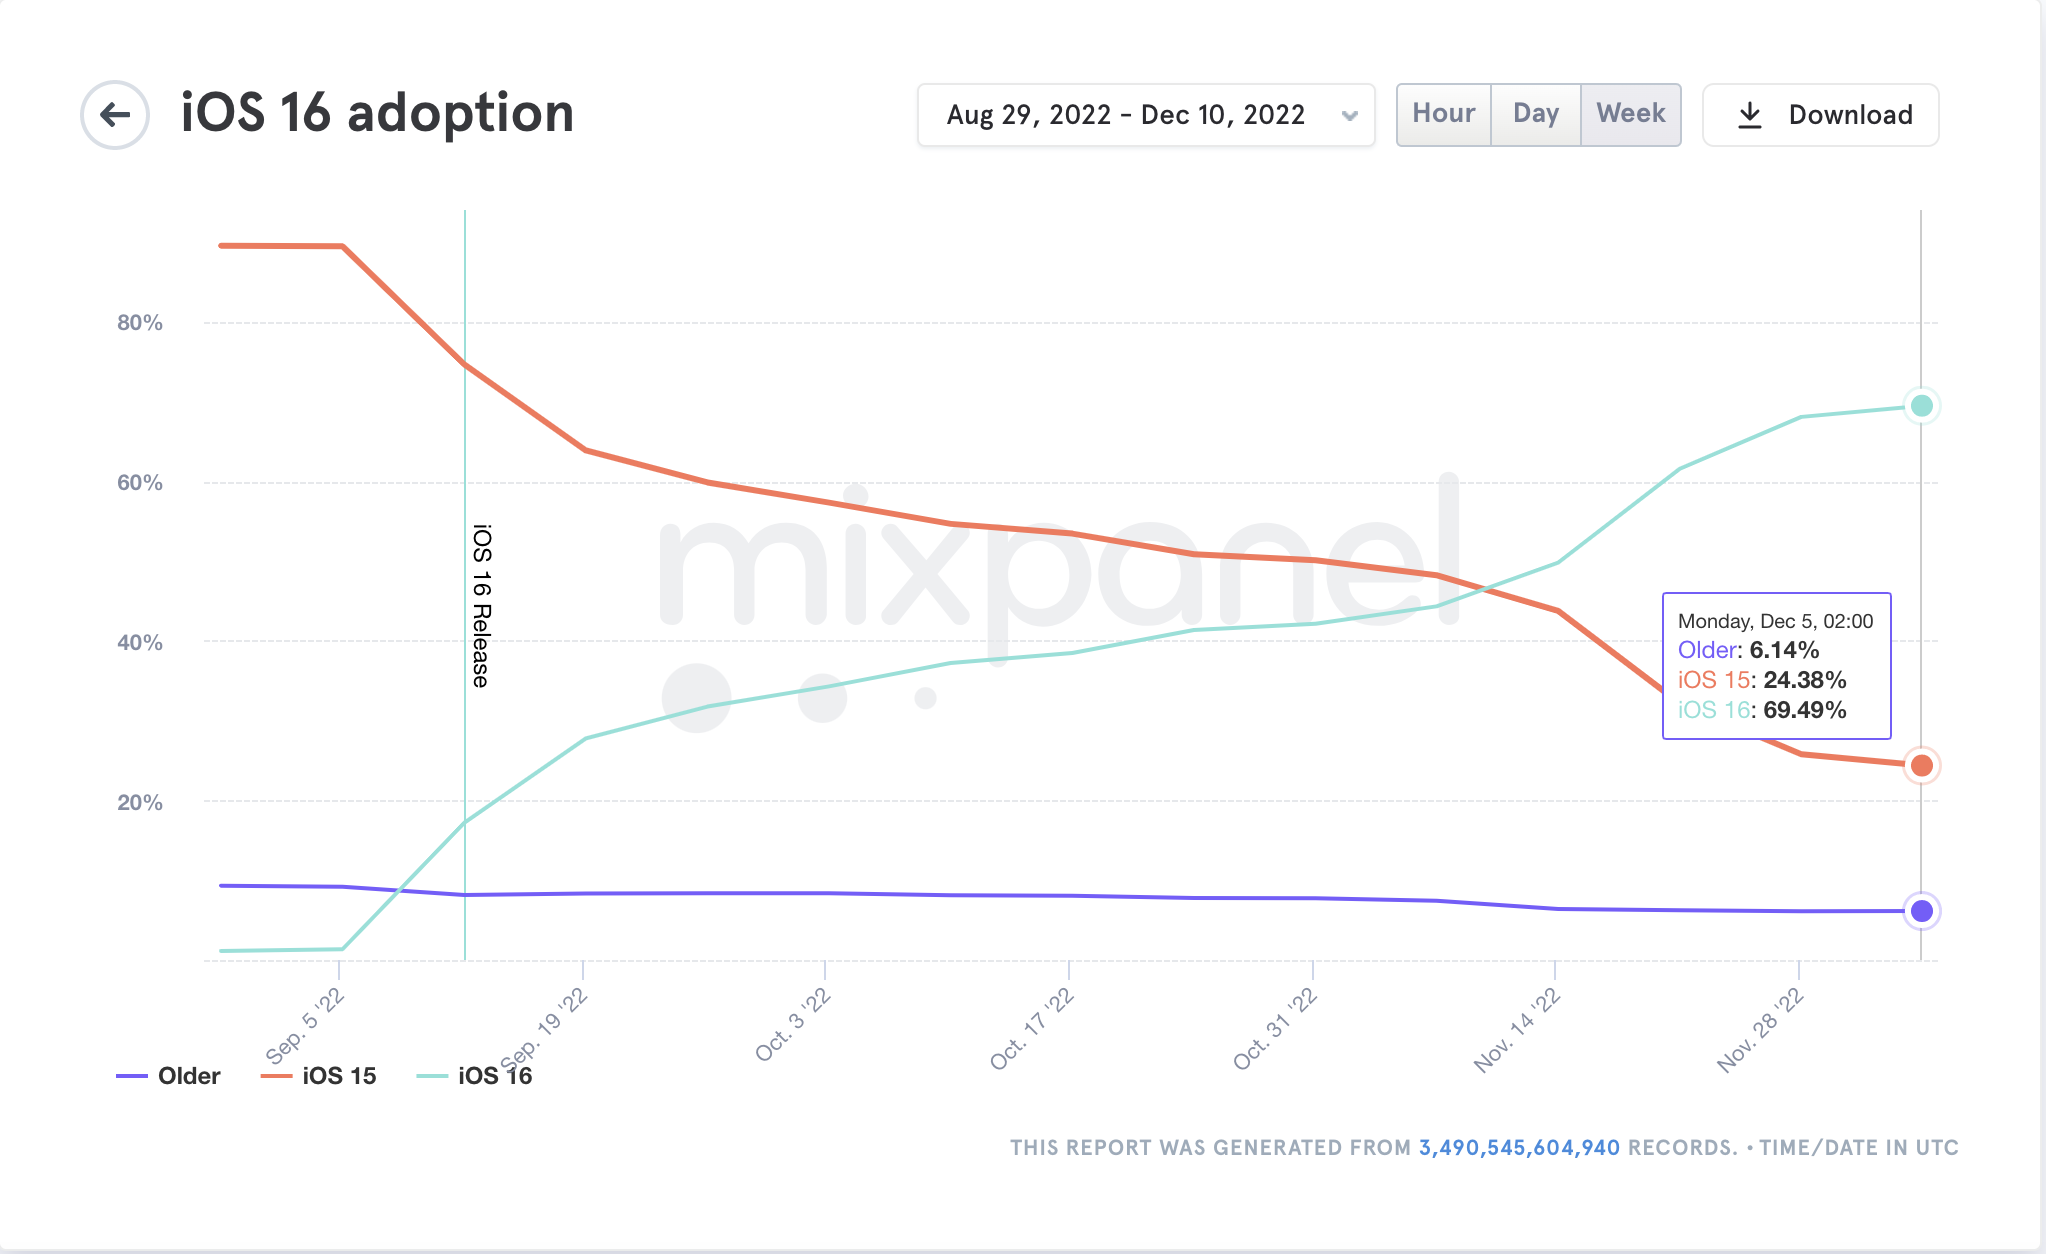 iOS 16 adoption
Aug 29, 2022 - Dec 10, 2022
Hour
Day
Week
Download
80%
60%
40%
20%
iOS 16 Release
mixpanel
Monday, Dec 5, 02:00
Older: 6.14%
iOS 15: 24.38%
iOS 16: 69.49%
Sep. 5 '22
Sep. 19 '22
Oct. 3 '22
Oct. 17 '22
Oct. 31 '22
Nov. 14 '22
Nov. 28 '22
Older
iOS 15
iOS 16
THIS REPORT WAS GENERATED FROM 3,490,545,604,940 RECORDS. • TIME/DATE IN UTC